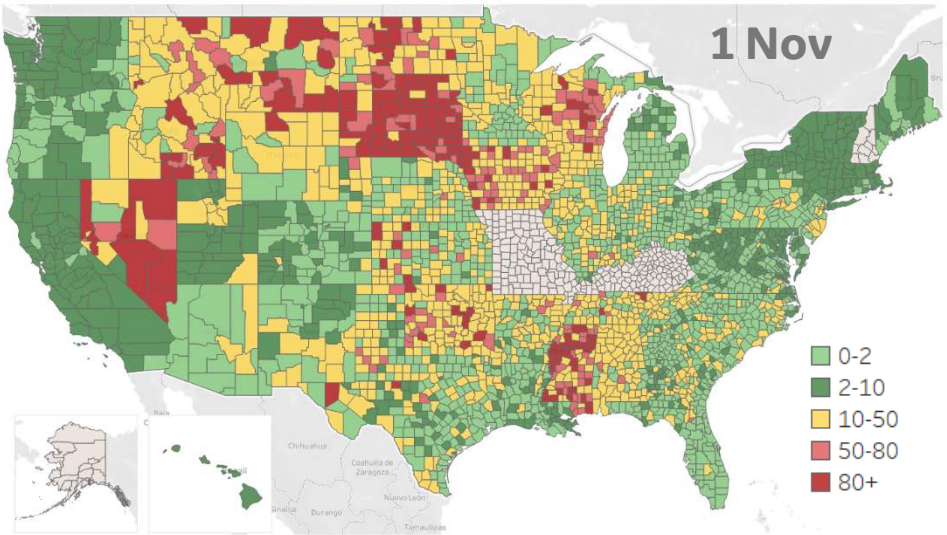 1 Nov
0-2
2-10
10-50
50-80
80+
Chihuahua
Coahuila de
Zaragoza
Nuevo León
Sinaloa
Durango
Tamaulipas